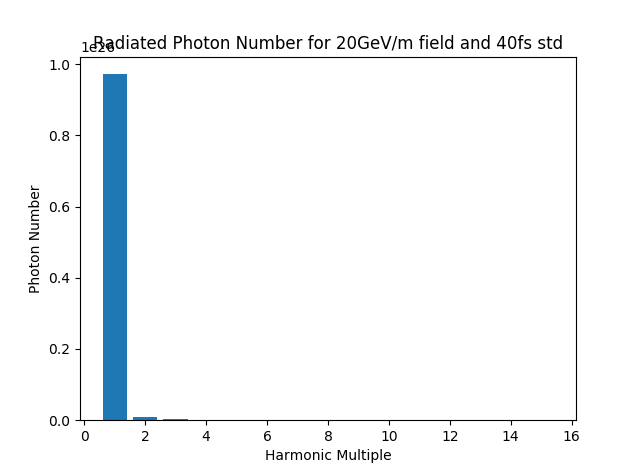 Radiated Photon Number for 20GeV/m field and 40fs std
1e26
1.0
0.8
0.6
0.4
0.2
0.0
Photon Number
0 2 4 6 8 10 12 14 16
Harmonic Multiple